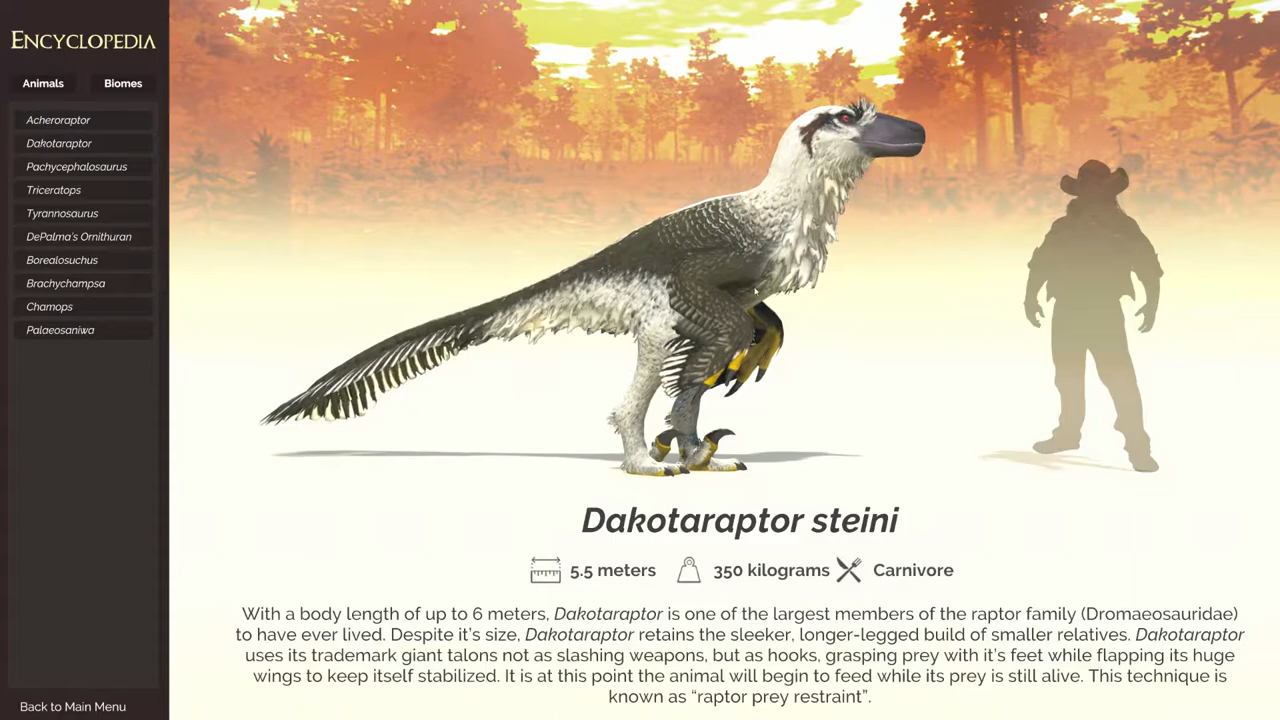 ENCYCLOPEDIA
Animals Biomes
Acheroraptor
Dakotaraptor
Pachycephalosaurus
Triceratops
Tyrannosaurus
DePalma's Ornithuran
Borealosuchus
Brachychampsa
Chamops
Palaeosaniwa
Back to Main Menu
Dakotaraptor steini
5.5 meters 350 kilograms Carnivore
With a body length of up to 6 meters, Dakotaraptor is one of the largest members of the raptor family (Dromaeosauridae)
to have ever lived. Despite it's size, Dakotaraptor retains the sleeker, longer-legged build of smaller relatives. Dakotaraptor
uses its trademark giant talons not as slashing weapons, but as hooks, grasping prey with it's feet while flapping its huge
wings to keep itself stabilized. It is at this point the animal will begin to feed while its prey is still alive. This technique is
known as “raptor prey restraint”.